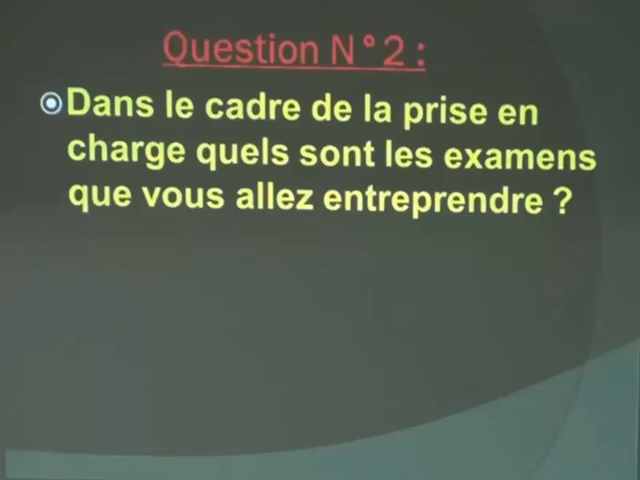 Question N°2 :
Dans le cadre de la prise en
charge quels sont les examens
que vous allez entreprendre ?